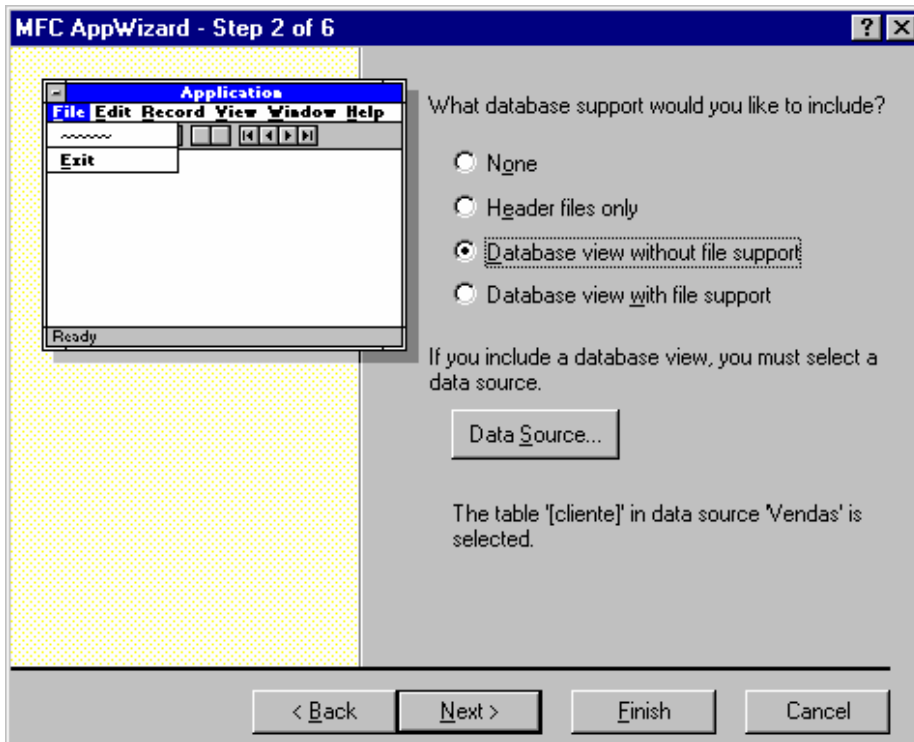 MFC AppWizard - Step 2 of 6
Application
File Edit Record View Window Help
Exit
Ready
What database support would you like to include?
None
Header files only
Database view without file support
Database view with file support
If you include a database view, you must select a
data source.
Data Source...
The table '[cliente]' in data source 'Vendas' is
selected.
< Back
Next >
Finish
Cancel